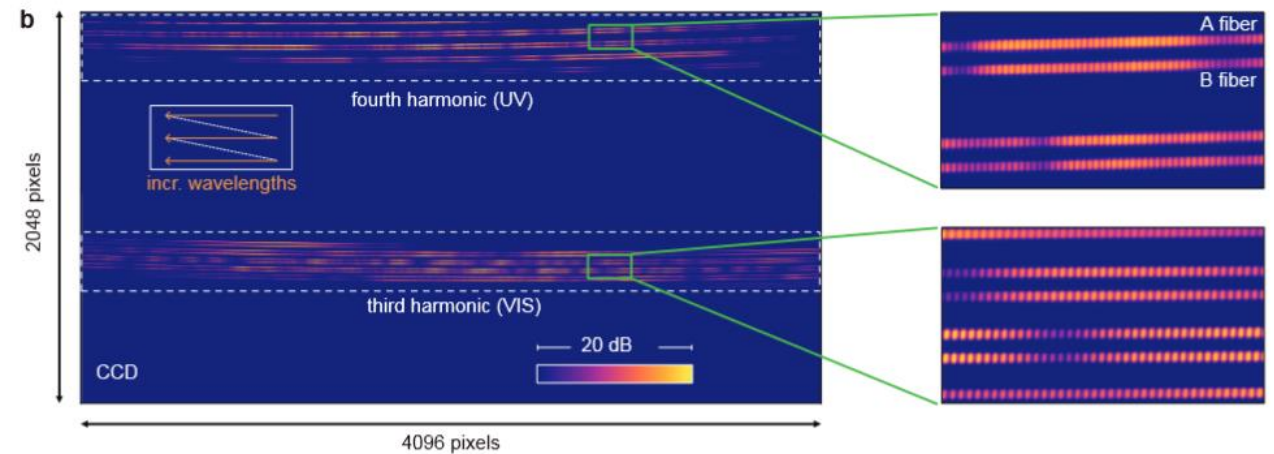 b
A fiber
B fiber
fourth harmonic (UV)
incr. wavelengths
2048 pixels
third harmonic (VIS)
20 dB
CCD
4096 pixels